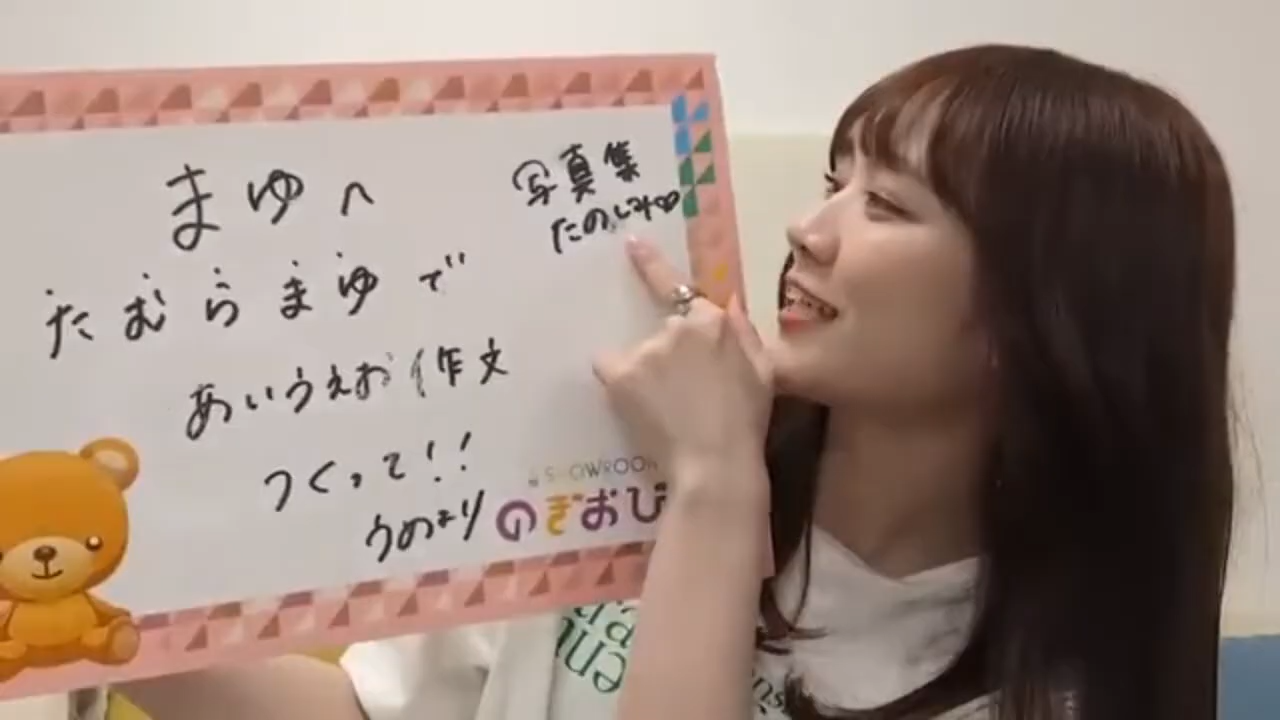 まゆへ
写真集
たのしみ♡
たむらまゆで
あいうえお作文
つくって!!
うめまり
SHOWROOM
のぎおび